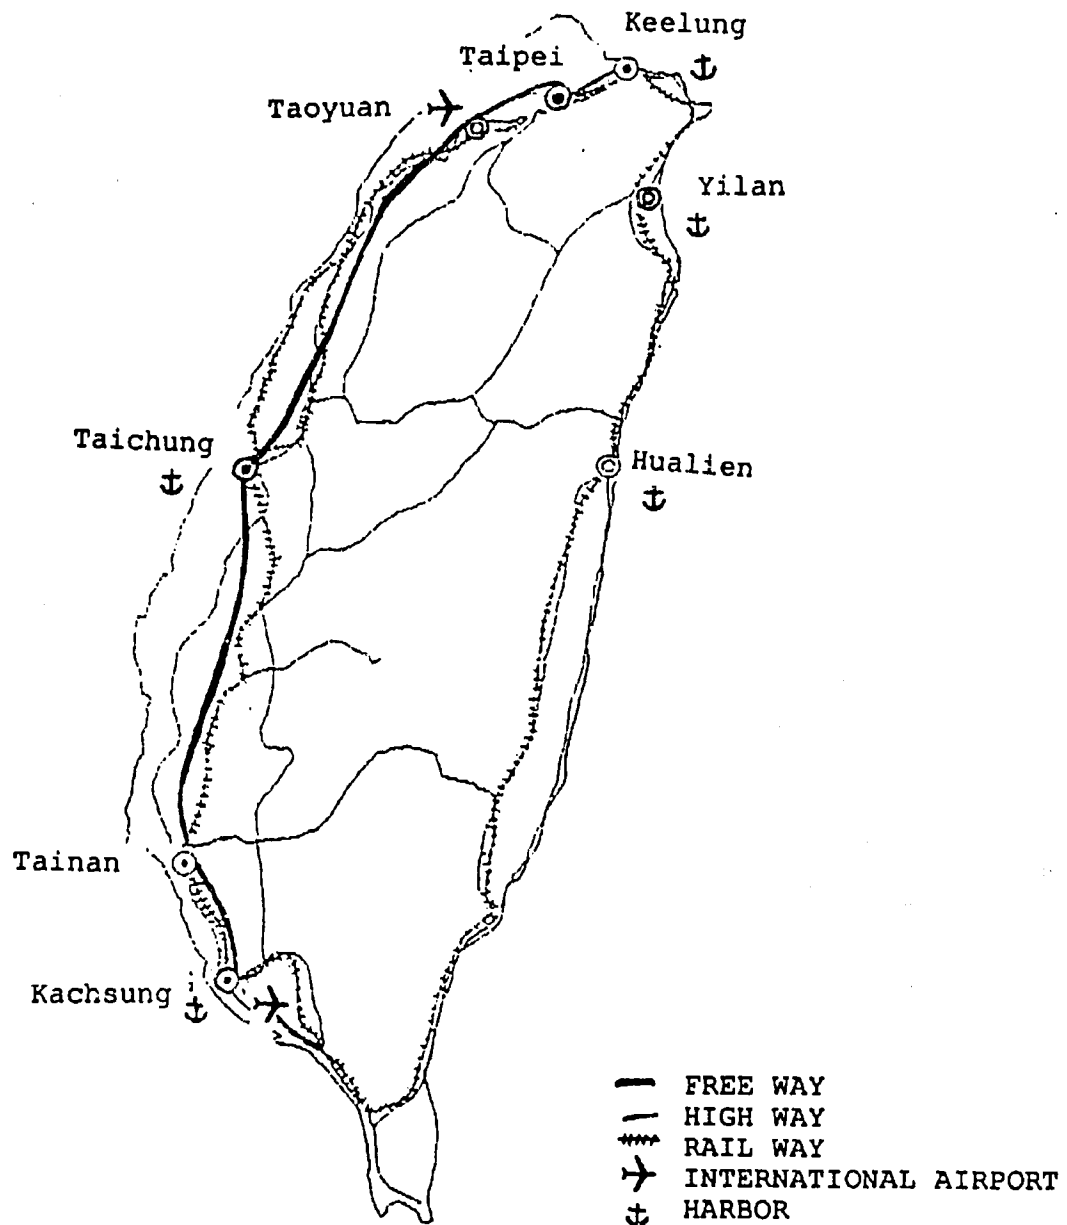 Keelung
Taipei
Taoyuan
Yilan
Taichung
Hualien
Tainan
Kachsung
FREE WAY
HIGH WAY
RAIL WAY
INTERNATIONAL AIRPORT
HARBOR